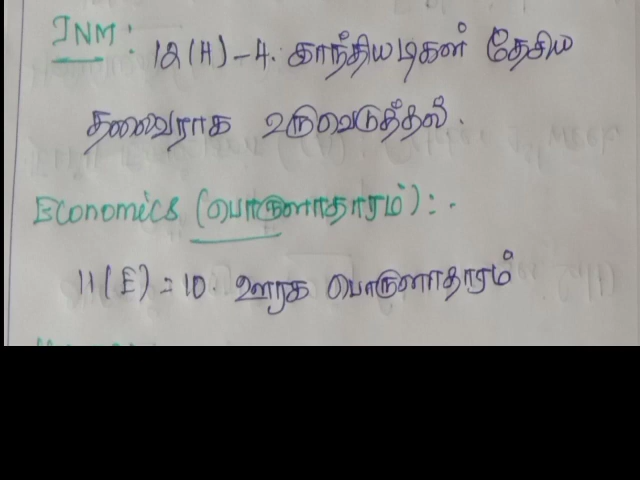 INM:
12(H) - 4. காந்தியடிகள் தேசிய
தலைவராக உருவெடுத்தல்.
Economics (பொருளாதாரம்) : -
11(E) = 10. ஊரக பொருளாதாரம்